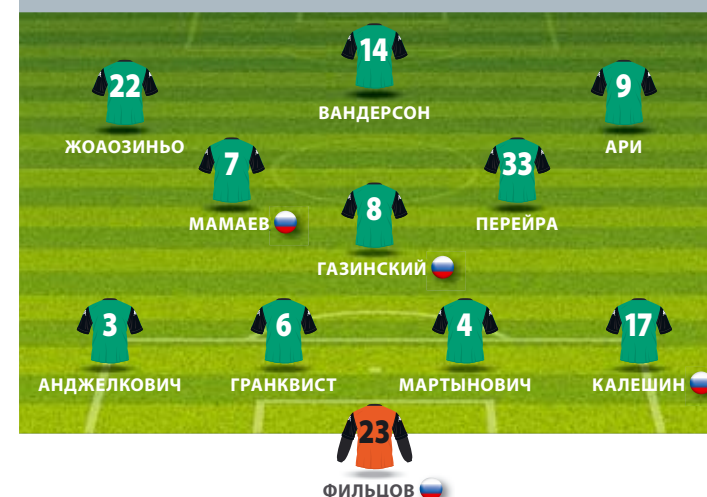 14
ВАНДЕРСОН
22
ЖОАОЗИНЬО
9
АРИ
7
МАМАЕВ
33
ПЕРЕЙРА
8
ГАЗИНСКИЙ
3
АНДЖЕЛКОВИЧ
6
ГРАНКВИСТ
4
МАРТЫНОВИЧ
17
КАЛЕШИН
23
ФИЛЬЦОВ